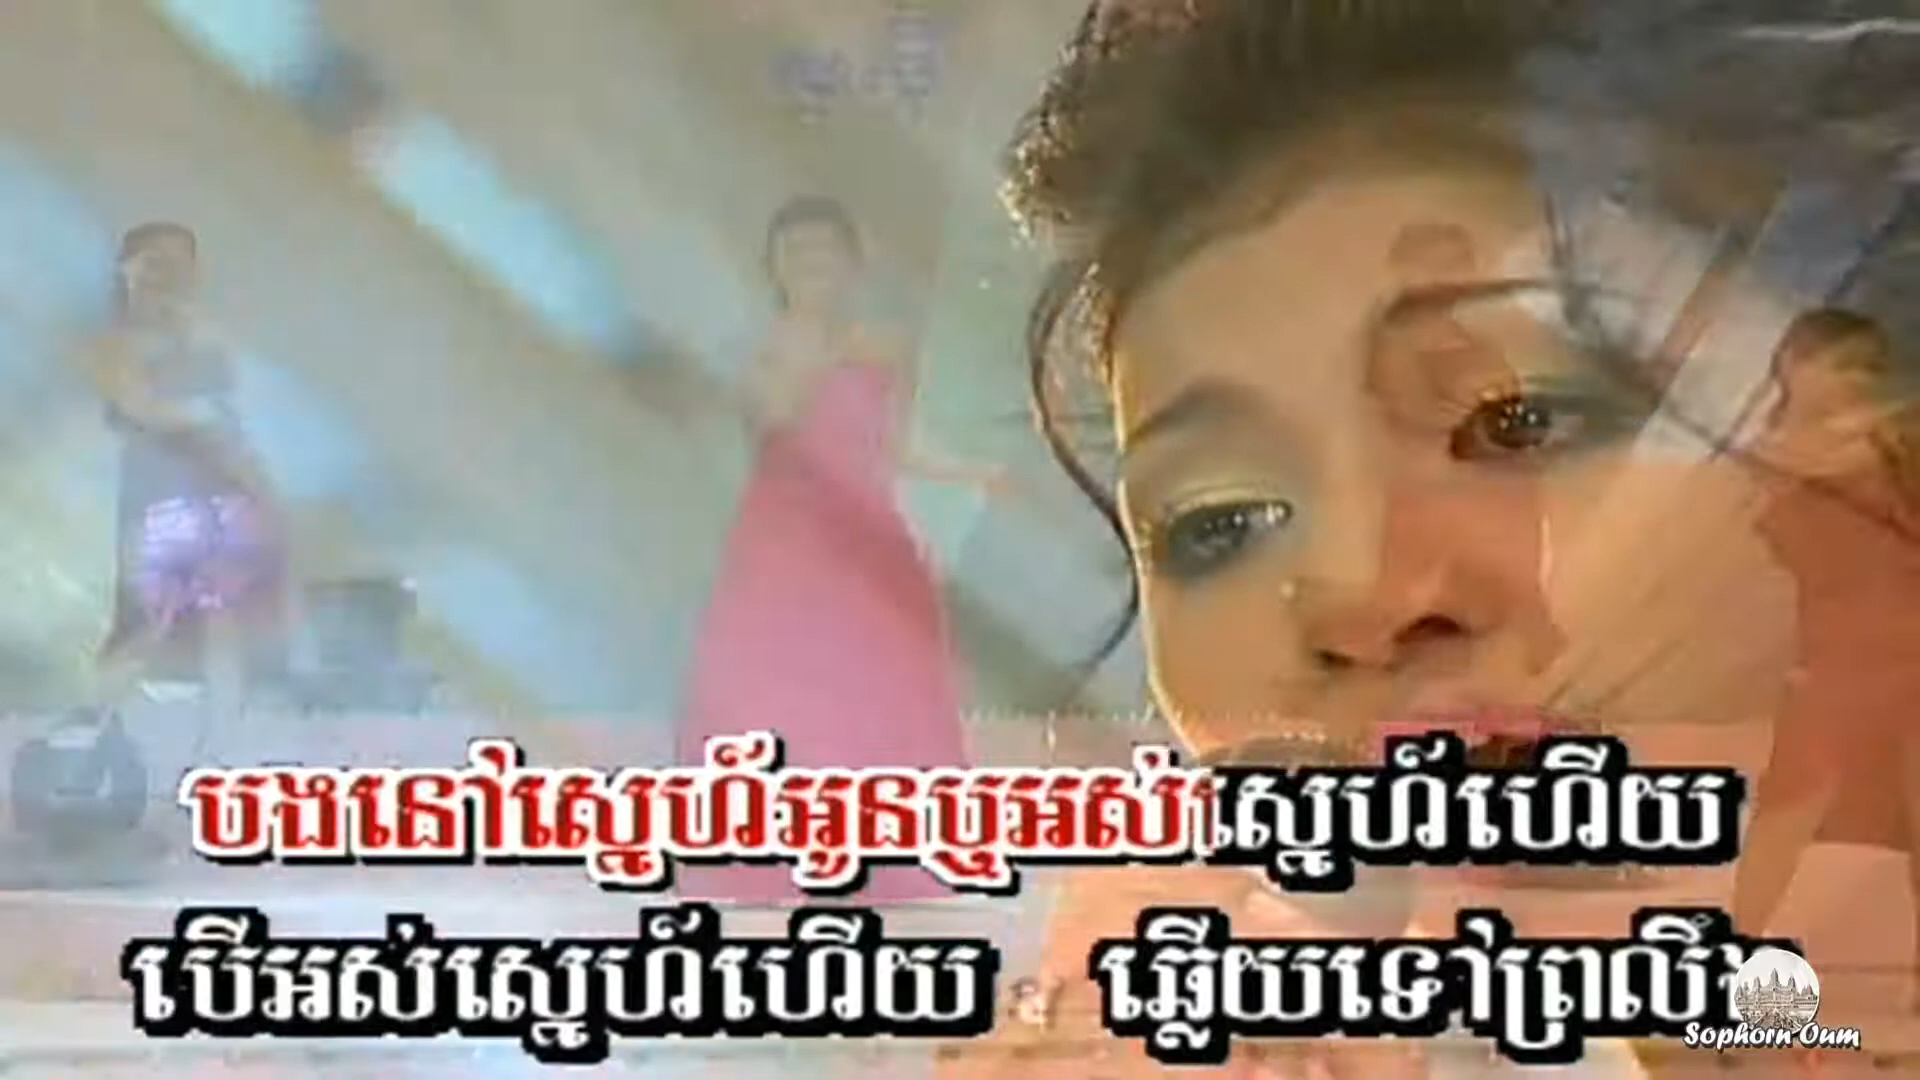 បងនៅស្នេហ៍អូនឬអស់ស្នេហ៍ហើយ
បើអស់ស្នេហ៍ហើយ ឆ្លើយទៅព្រលឹង
Sophorn Oum